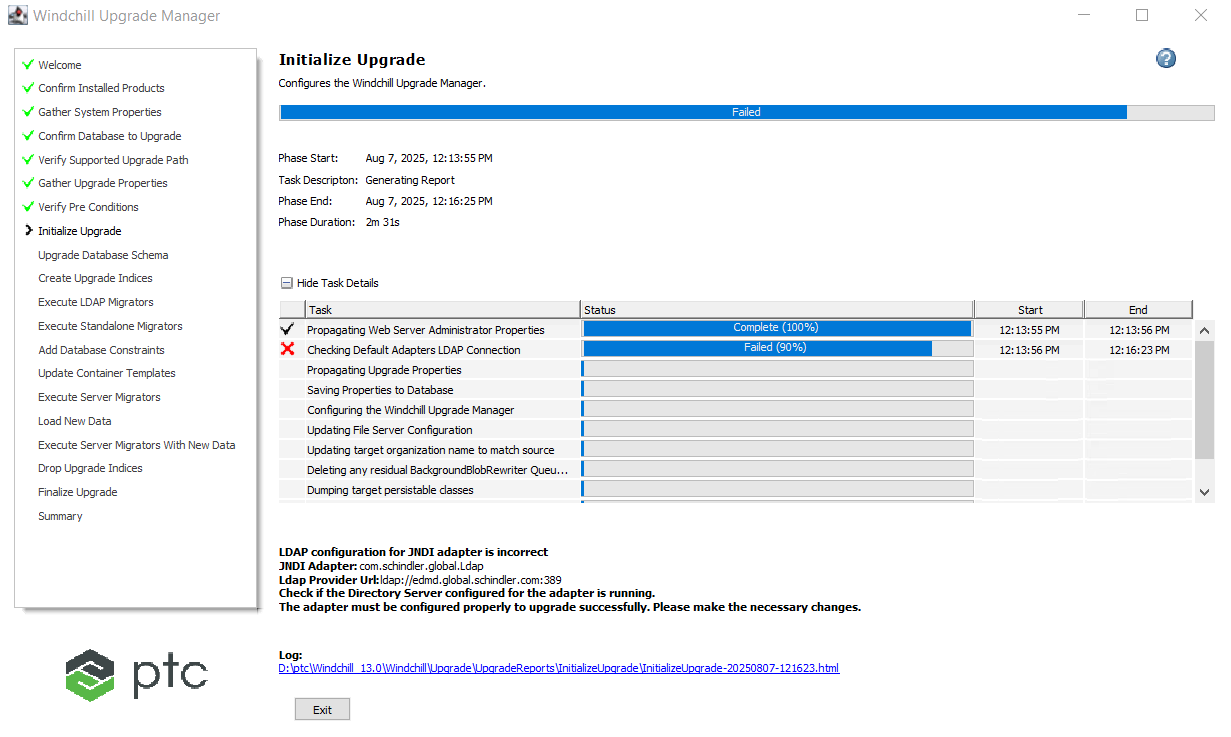 Windchill Upgrade Manager
Welcome
Confirm Installed Products
Gather System Properties
Confirm Database to Upgrade
Verify Supported Upgrade Path
Gather Upgrade Properties
Verify Pre Conditions
Initialize Upgrade
Upgrade Database Schema
Create Upgrade Indices
Execute LDAP Migrators
Execute Standalone Migrators
Add Database Constraints
Update Container Templates
Execute Server Migrators
Load New Data
Execute Server Migrators With New Data
Drop Upgrade Indices
Finalize Upgrade
Summary
ptc
Initialize Upgrade
?
Configures the Windchill Upgrade Manager.
Failed
Phase Start: Aug 7, 2025, 12:13:55 PM
Task Descripton: Generating Report
Phase End: Aug 7, 2025, 12:16:25 PM
Phase Duration: 2m 31s
Hide Task Details
Task Status Start End
Propagating Web Server Administrator Properties Complete (100%) 12:13:55 PM 12:13:56 PM
Checking Default Adapters LDAP Connection Failed (90%) 12:13:56 PM 12:16:23 PM
Propagating Upgrade Properties
Saving Properties to Database
Configuring the Windchill Upgrade Manager
Updating File Server Configuration
Updating target organization name to match source
Deleting any residual BackgroundBlobRewriter Queu...
Dumping target persistable classes
LDAP configuration for JNDI adapter is incorrect
JNDI Adapter: com.schindler.global.Ldap
Ldap Provider Url:ldap://edmd.global.schindler.com:389
Check if the Directory Server configured for the adapter is running.
The adapter must be configured properly to upgrade successfully. Please make the necessary changes.
Log:
D:\ptc\Windchill_13.0\Windchill\Upgrade\UpgradeReports\InitializeUpgrade\InitializeUpgrade-20250807-121623.html
Exit